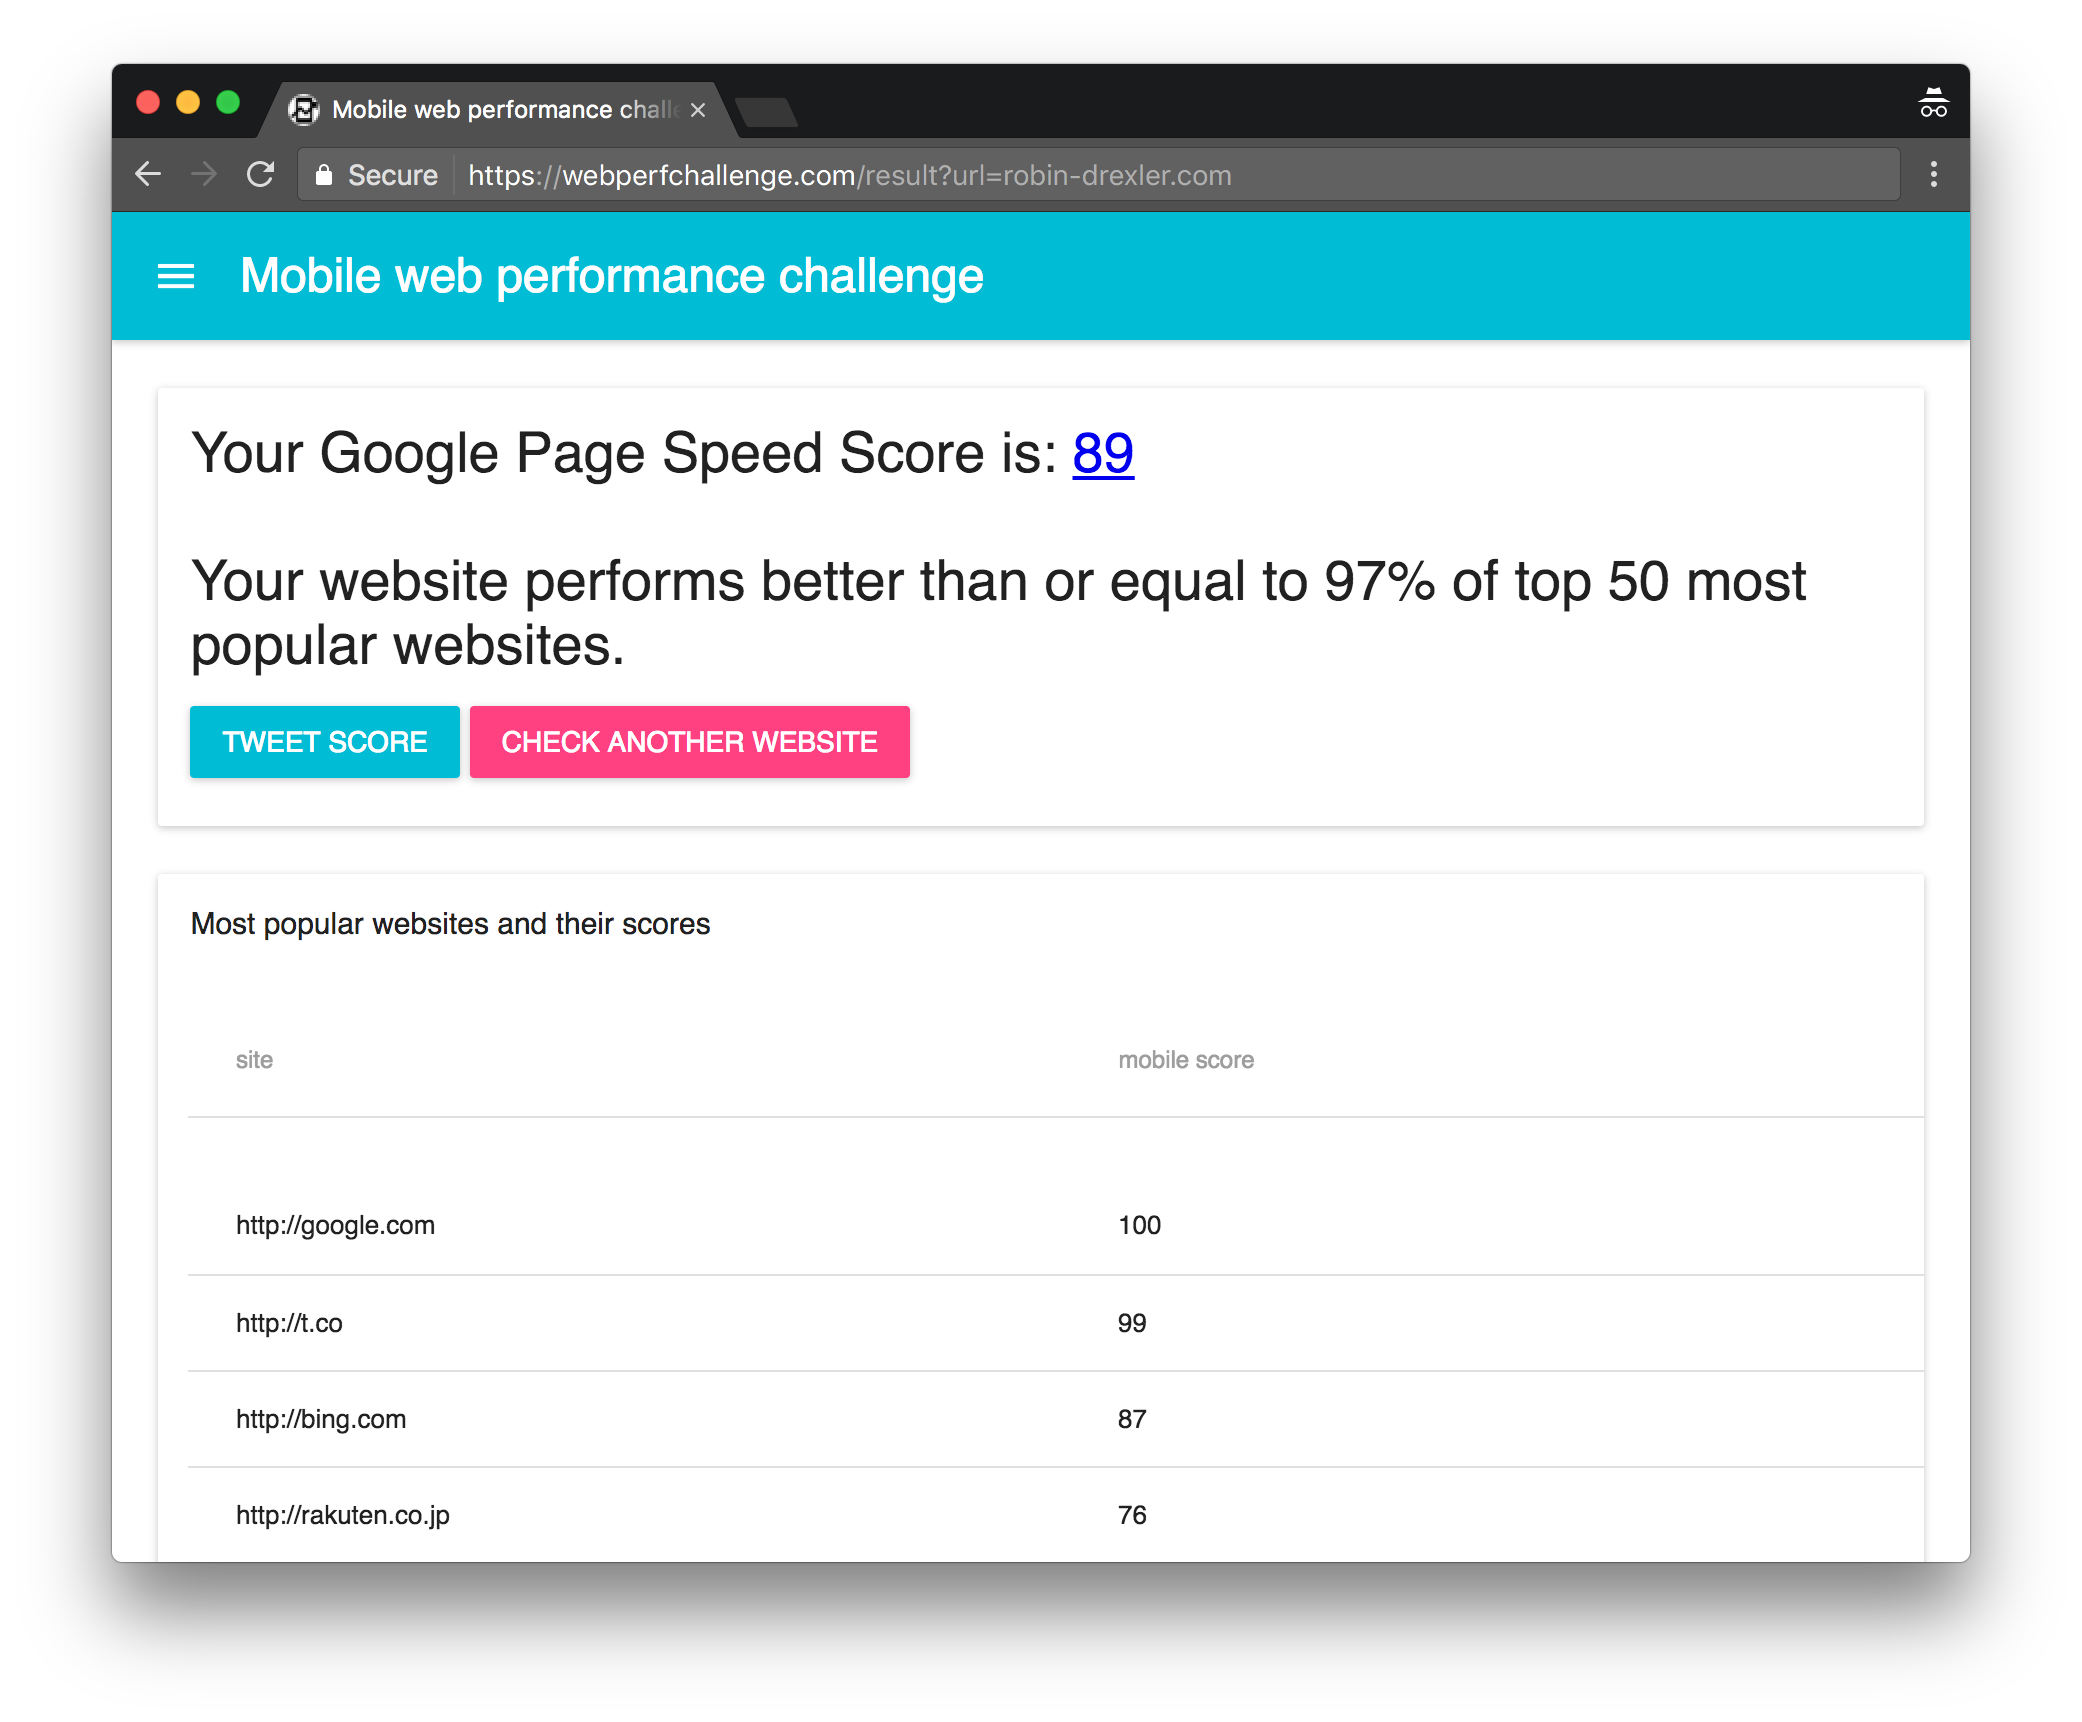 Mobile web performance chall
Secure https://webperfchallenge.com/result?url=robin-drexler.com
Mobile web performance challenge
Your Google Page Speed Score is: 89
Your website performs better than or equal to 97% of top 50 most
popular websites.
TWEET SCORE CHECK ANOTHER WEBSITE
Most popular websites and their scores
site mobile score
http://google.com 100
http://t.co 99
http://bing.com 87
http://rakuten.co.jp 76